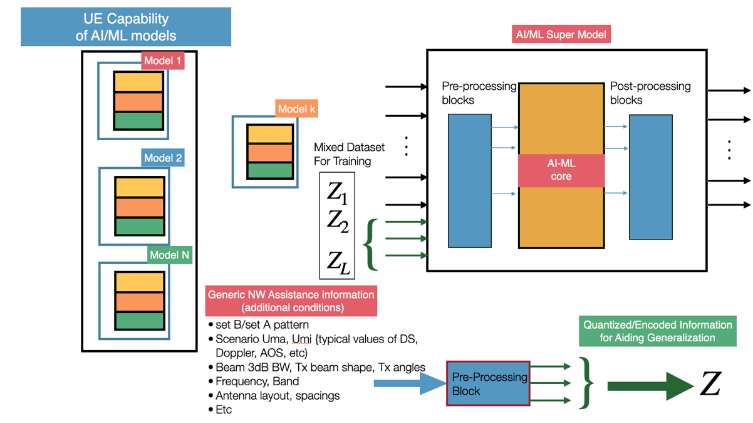 UE Capability
of AI/ML models
Model 1
Model 2
Model N
Model k
AI/ML Super Model
Pre-processing
blocks
Post-processing
blocks
AI-ML
core
Mixed Dataset
For Training
Z₁
Z₂
Z_L
Generic NW Assistance information
(additional conditions)
• set B/set A pattern
• Scenario Uma, Umi {typical values of DS,
Doppler, AOS, etc)
• Beam 3dB BW, Tx beam shape, Tx angles
• Frequency, Band
• Antenna layout, spacings
• Etc
Pre-Processing
Block
Quantized/Encoded Information
for Aiding Generalization
Z